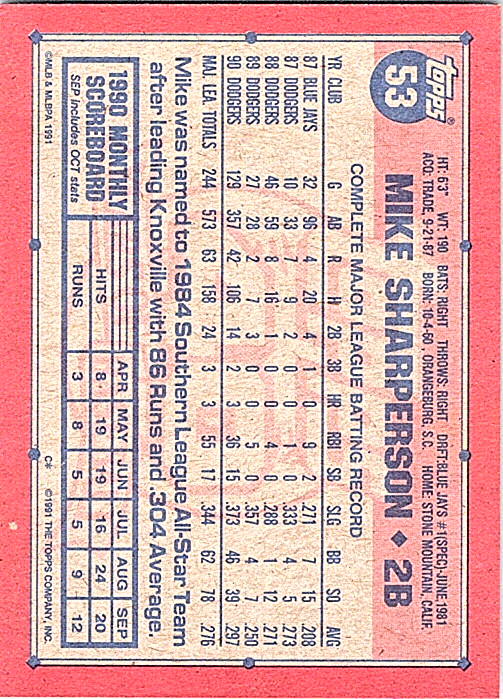 Topps®
53
HT: 6'3" WT: 190 BATS: RIGHT THROWS: RIGHT DRAFT: BLUE JAYS #1(SPEC)-JUNE, 1981
ACQ: TRADE, 9-21-87 BORN: 10-4-60, ORANGEBURG, S.C. HOME: STONE MOUNTAIN, CALIF.
MIKE SHARPERSON ◆ 2B
COMPLETE MAJOR LEAGUE BATTING RECORD
YR CLUB G AB R H 2B 3B HR RBI SB SLG BB SO AVG
87 BLUE JAYS 32 96 4 20 4 1 0 9 2 .271 7 15 .208
87 DODGERS 10 33 7 9 2 0 0 1 0 .333 4 5 .273
88 DODGERS 46 59 8 16 1 0 0 4 0 .288 1 12 .271
89 DODGERS 27 28 2 7 3 0 0 5 0 .357 4 7 .250
90 DODGERS 129 357 42 106 14 2 3 36 15 .373 46 39 .297
MAJ. LEA. TOTALS 244 573 63 158 24 3 3 55 17 .344 62 78 .276
Mike was named to 1984 Southern League All-Star Team
after leading Knoxville with 86 Runs and .304 Average.
1990 MONTHLY
SCOREBOARD
SEP includes OCT stats
APR MAY JUN JUL AUG SEP
HITS 8 19 19 16 24 20
RUNS 3 8 5 5 9 12
©MLB & MLBPA 1991
C* ©1991 THE TOPPS COMPANY, INC.